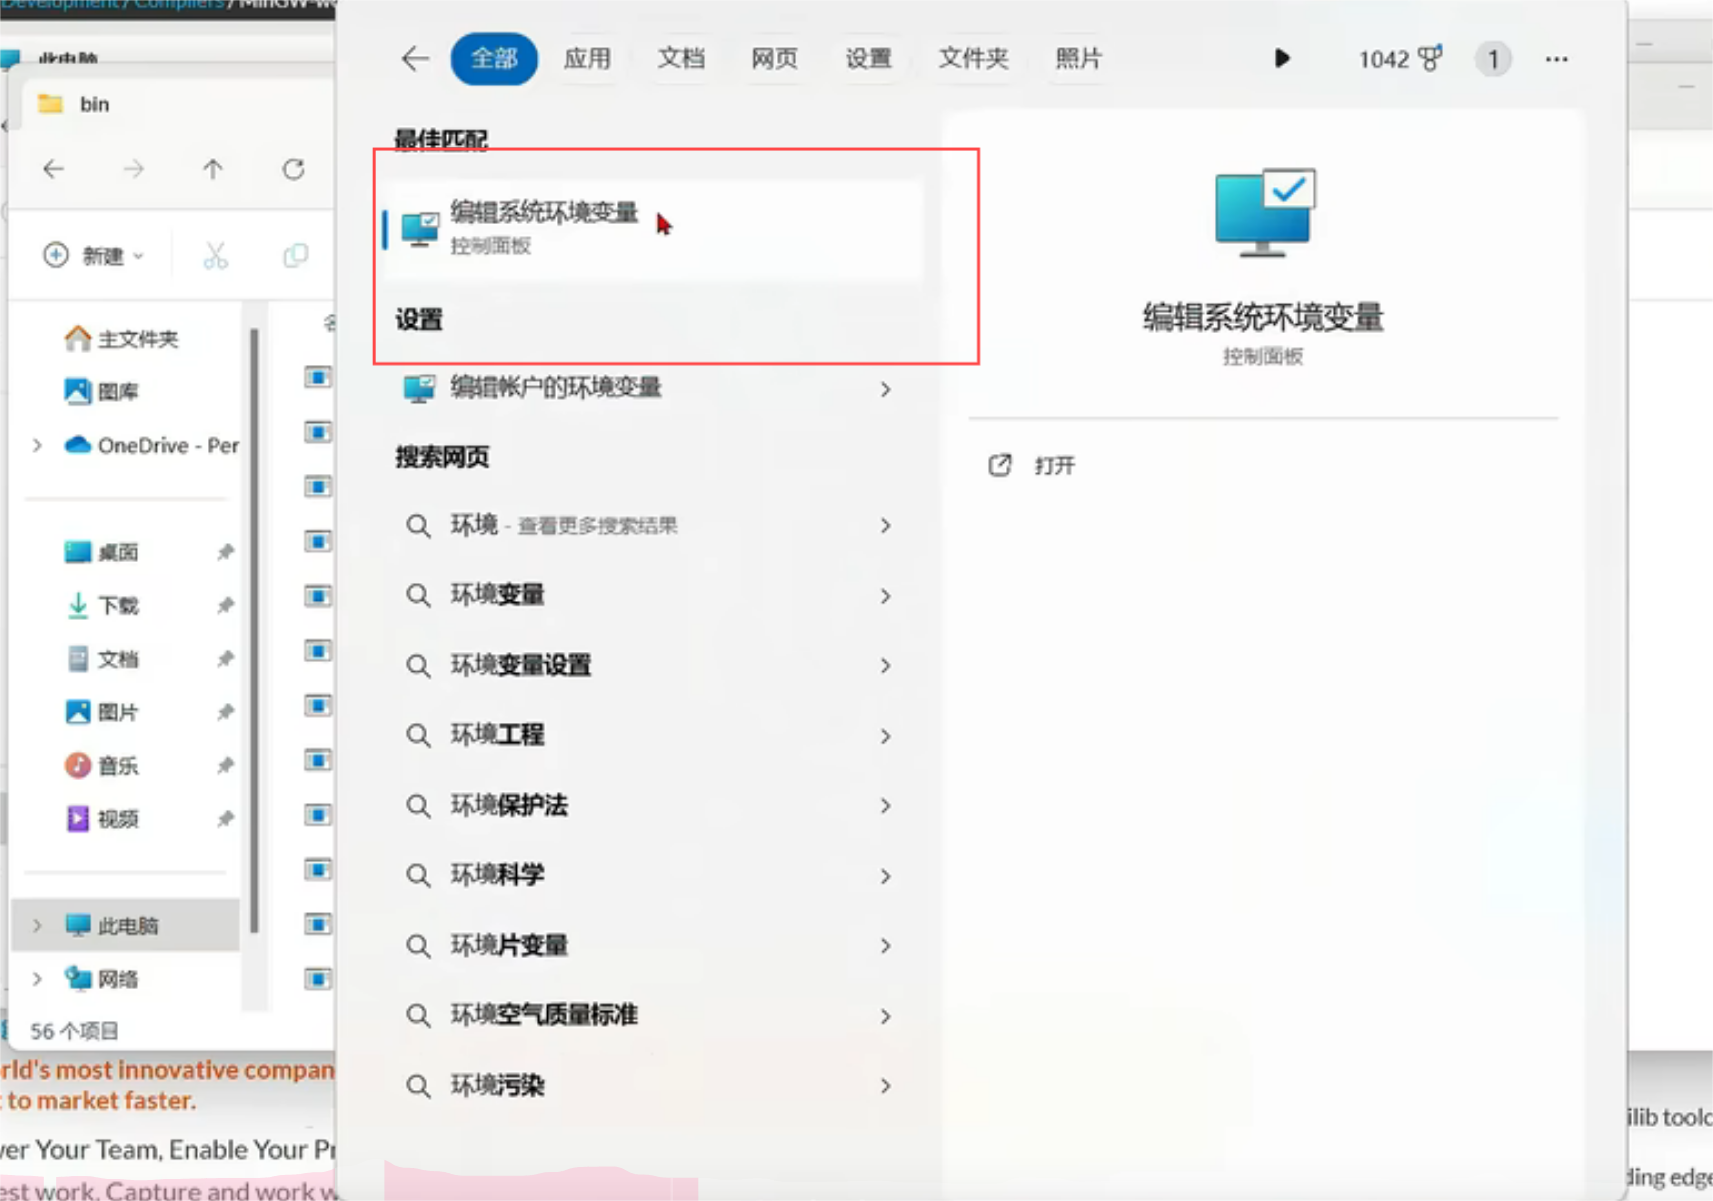 Development / Compilers / MinGW-w
此电脑
bin
新建
主文件夹
图库
OneDrive - Per
桌面
下载
文档
图片
音乐
视频
此电脑
网络
56 个项目
rld's most innovative compan
to market faster.
er Your Team, Enable Your Pr
est work. Capture and work w
全部 应用 文档 网页 设置 文件夹 照片 1042 1
最佳匹配
编辑系统环境变量
控制面板
设置
编辑帐户的环境变量
搜索网页
环境 - 查看更多搜索结果
环境变量
环境变量设置
环境工程
环境保护法
环境科学
环境片变量
环境空气质量标准
环境污染
编辑系统环境变量
控制面板
打开
ilib toolc
ding edge